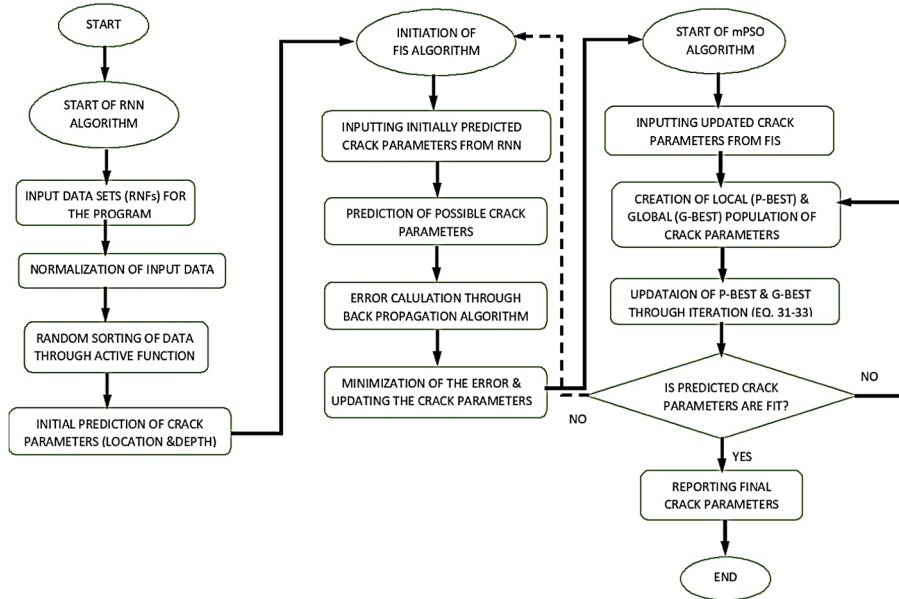 START
START OF RNN
ALGORITHM
INPUT DATA SETS (RNFs) FOR
THE PROGRAM
NORMALIZATION OF INPUT DATA
RANDOM SORTING OF DATA
THROUGH ACTIVE FUNCTION
INITIAL PREDICTION OF CRACK
PARAMETERS (LOCATION &DEPTH)
INITIATION OF
FIS ALGORITHM
INPUTTING INITIALLY PREDICTED
CRACK PARAMETERS FROM RNN
PREDICTION OF POSSIBLE CRACK
PARAMETERS
ERROR CALULATION THROUGH
BACK PROPAGATION ALGORITHM
MINIMIZATION OF THE ERROR &
UPDATING THE CRACK PARAMETERS
START OF mPSO
ALGORITHM
INPUTTING UPDATED CRACK
PARAMETERS FROM FIS
CREATION OF LOCAL (P-BEST) &
GLOBAL (G-BEST) POPULATION OF
CRACK PARAMETERS
UPDATAION OF P-BEST & G-BEST
THROUGH ITERATION (EQ. 31-33)
IS PREDICTED CRACK
PARAMETERS ARE FIT?
NO
NO
YES
REPORTING FINAL
CRACK PARAMETERS
END